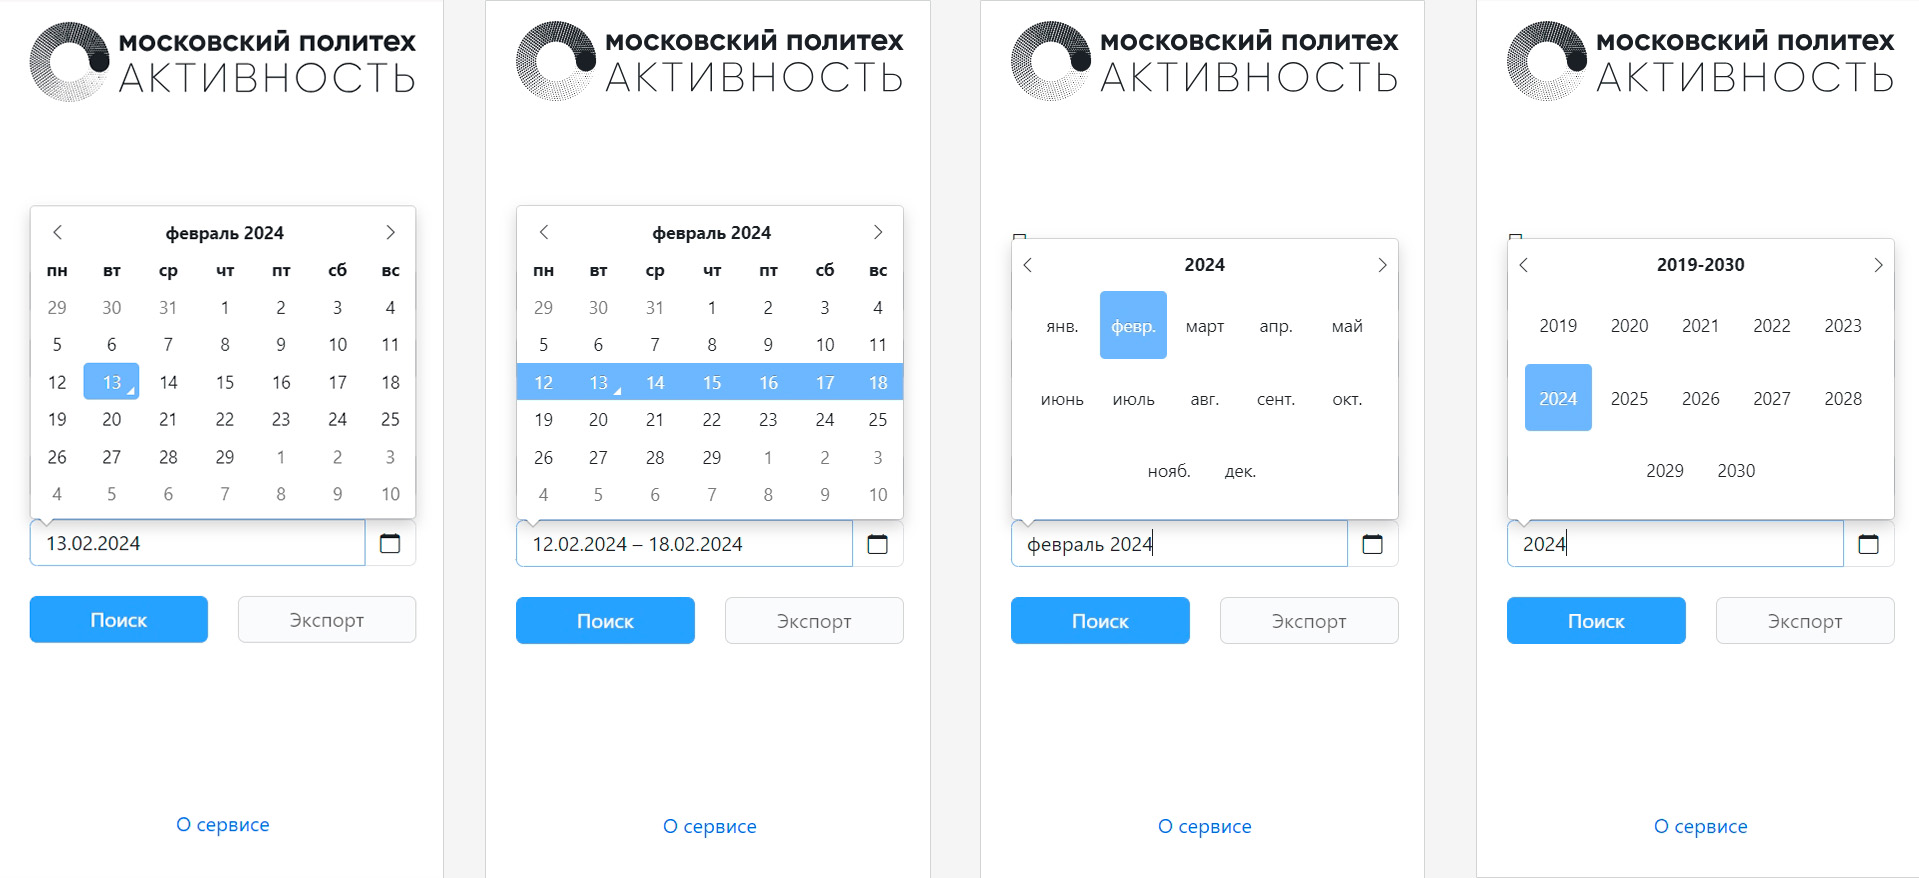 МОСКОВСКИЙ ПОЛИТЕХ
АКТИВНОСТЬ
февраль 2024
пн вт ср чт пт сб вс
29 30 31 1 2 3 4
5 6 7 8 9 10 11
12 13 14 15 16 17 18
19 20 21 22 23 24 25
26 27 28 29 1 2 3
4 5 6 7 8 9 10
13.02.2024
Поиск Экспорт
О сервисе
МОСКОВСКИЙ ПОЛИТЕХ
АКТИВНОСТЬ
февраль 2024
пн вт ср чт пт сб вс
29 30 31 1 2 3 4
5 6 7 8 9 10 11
12 13 14 15 16 17 18
19 20 21 22 23 24 25
26 27 28 29 1 2 3
4 5 6 7 8 9 10
12.02.2024 – 18.02.2024
Поиск Экспорт
О сервисе
МОСКОВСКИЙ ПОЛИТЕХ
АКТИВНОСТЬ
2024
янв. февр. март апр. май
июнь июль авг. сент. окт.
нояб. дек.
февраль 2024
Поиск Экспорт
О сервисе
МОСКОВСКИЙ ПОЛИТЕХ
АКТИВНОСТЬ
2019-2030
2019 2020 2021 2022 2023
2024 2025 2026 2027 2028
2029 2030
2024
Поиск Экспорт
О сервисе